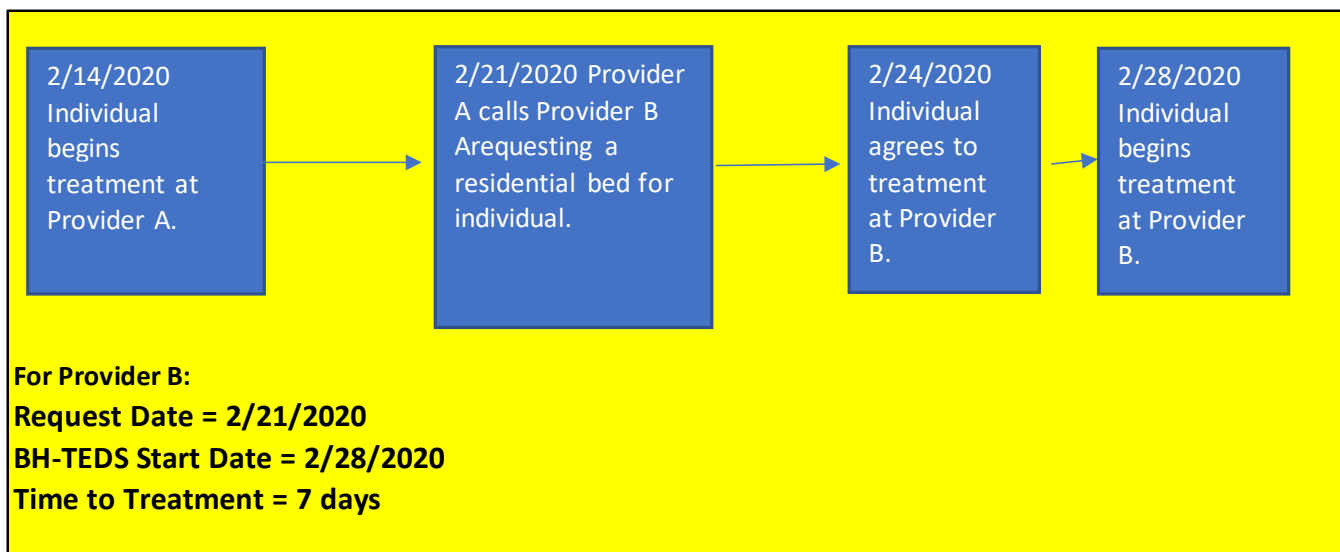 2/14/2020
Individual
begins
treatment at
Provider A.
2/21/2020 Provider
A calls Provider B
Arequesting a
residential bed for
individual.
2/24/2020
Individual
agrees to
treatment
at Provider
B.
2/28/2020
Individual
begins
treatment
at Provider
B.
For Provider B:
Request Date = 2/21/2020
BH-TEDS Start Date = 2/28/2020
Time to Treatment = 7 days